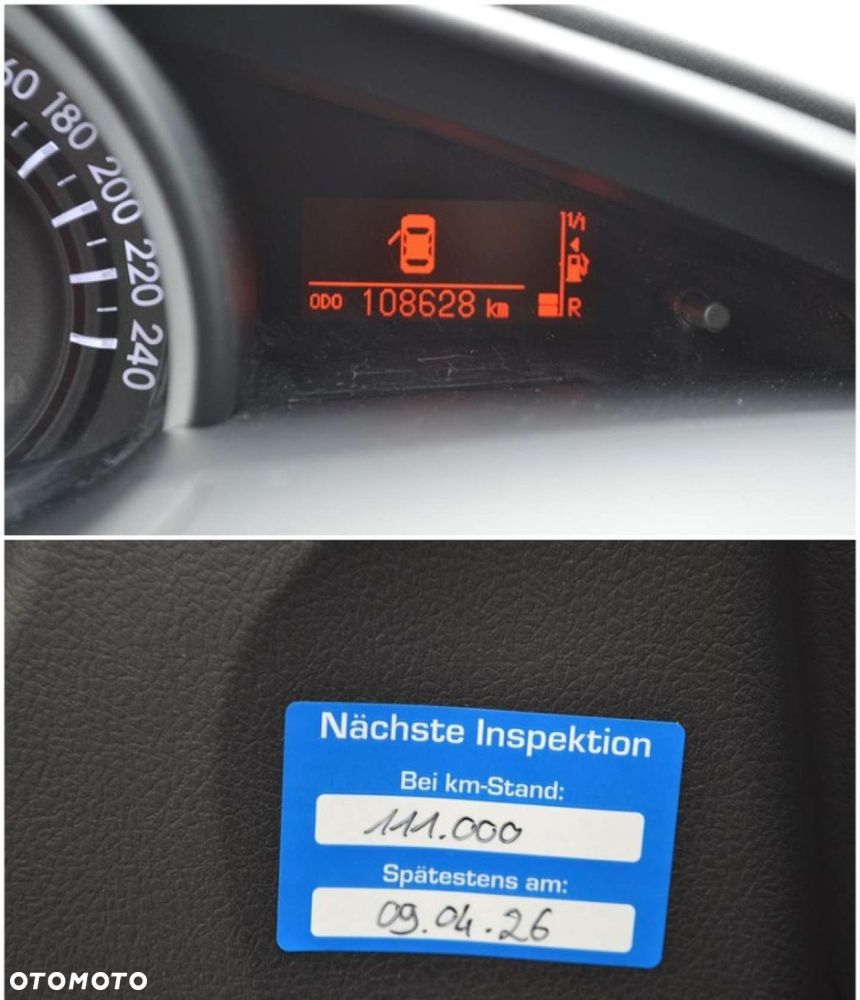 60
180
200
220
240
1/1
ODO 108628 km
R
Nächste Inspektion
Bei km-Stand:
111.000
Spätestens am:
09.04.26
OTOMOTO